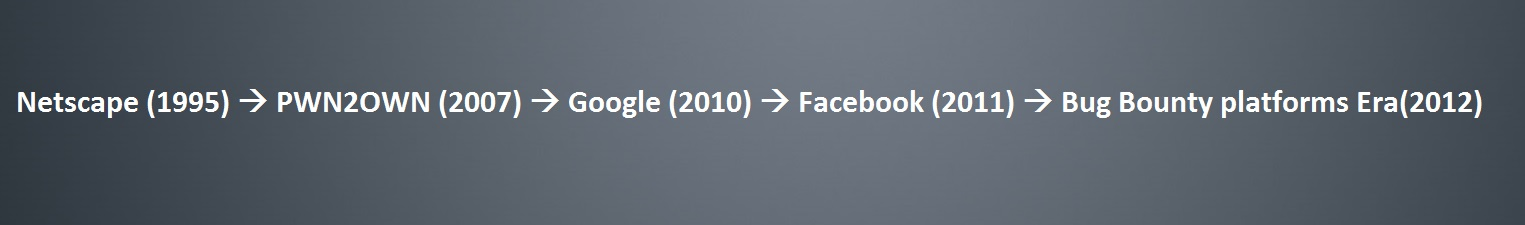 Netscape (1995) → PWN2OWN (2007) → Google (2010) → Facebook (2011) → Bug Bounty platforms Era(2012)